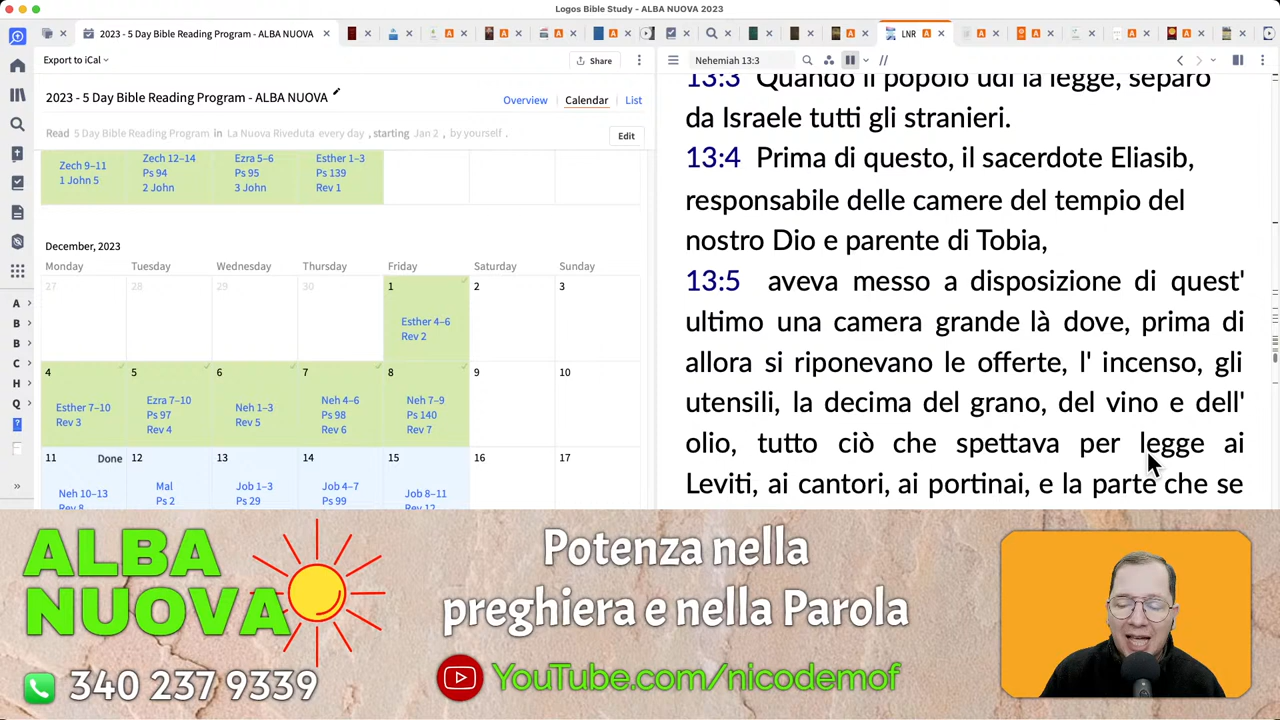 Logos Bible Study - ALBA NUOVA 2023
2023 - 5 Day Bible Reading Program - ALBA NUOVA
LNR
Export to iCal
Share
Nehemiah 13:3
2023 - 5 Day Bible Reading Program - ALBA NUOVA
Overview
Calendar
List
Read 5 Day Bible Reading Program in La Nuova Riveduta every day , starting Jan 2 , by yourself .
Edit
Zech 9–11
1 John 5
Zech 12–14
Ps 94
2 John
Ezra 5–6
Ps 95
3 John
Esther 1–3
Ps 139
Rev 1
December, 2023
Monday Tuesday Wednesday Thursday Friday Saturday Sunday
27 28 29 30 1 2 3
Esther 4–6
Rev 2
4 5 6 7 8 9 10
Esther 7–10
Rev 3
Ezra 7–10
Ps 97
Rev 4
Neh 1–3
Rev 5
Neh 4–6
Ps 98
Rev 6
Neh 7–9
Ps 140
Rev 7
11 Done 12 13 14 15 16 17
Neh 10–13
Rev 8
Mal
Ps 2
Job 1–3
Ps 29
Job 4–7
Ps 99
Job 8–11
Rev 12
A
B
B
C
H
Q
?
13:3 Quando il popolo udì la legge, separò
da Israele tutti gli stranieri.
13:4 Prima di questo, il sacerdote Eliasib,
responsabile delle camere del tempio del
nostro Dio e parente di Tobia,
13:5 aveva messo a disposizione di quest'
ultimo una camera grande là dove, prima di
allora si riponevano le offerte, l' incenso, gli
utensili, la decima del grano, del vino e dell'
olio, tutto ciò che spettava per legge ai
Leviti, ai cantori, ai portinai, e la parte che se
ALBA
NUOVA
340 237 9339
Potenza nella
preghiera e nella Parola
YouTube.com/nicodemof